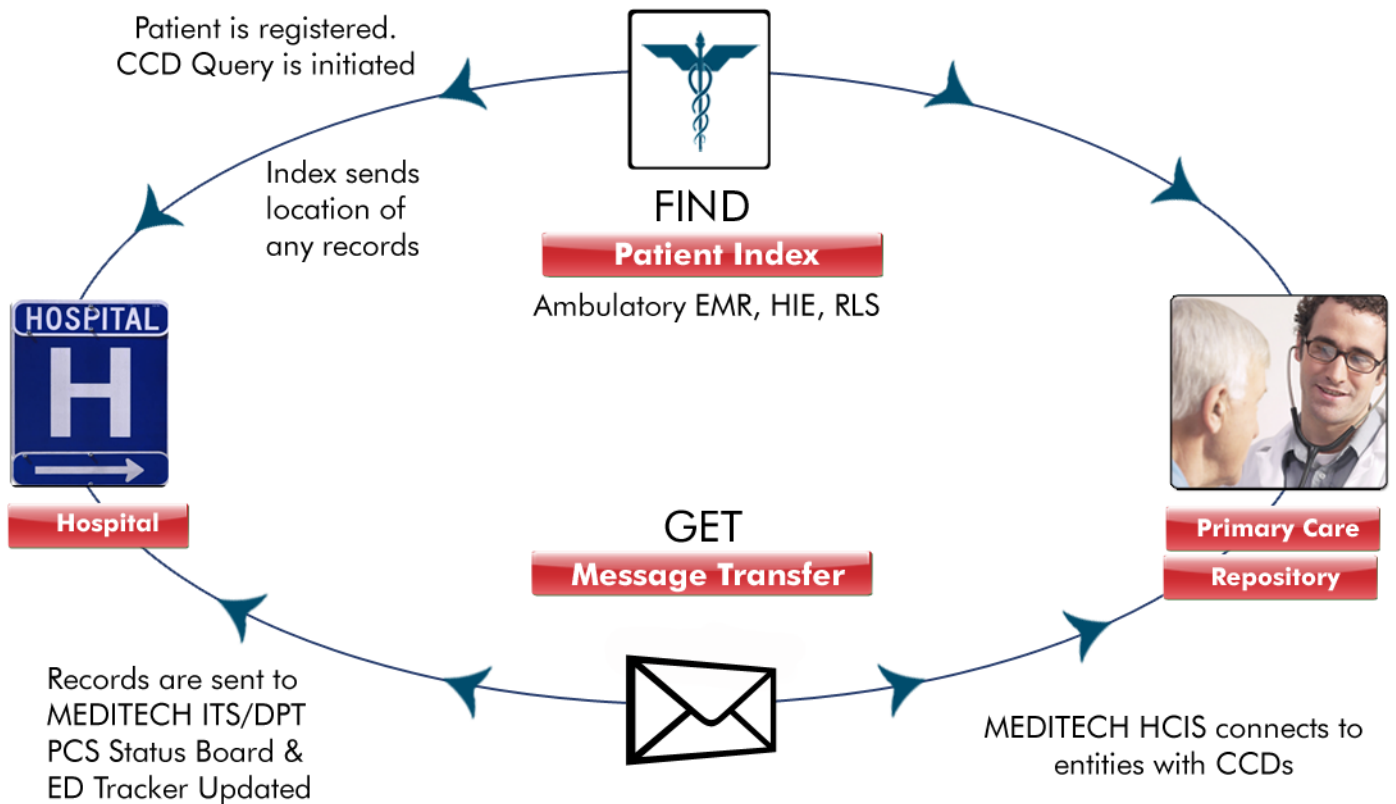 Patient is registered.
CCD Query is initiated
Index sends
location of
any records
FIND
Patient Index
Ambulatory EMR, HIE, RLS
HOSPITAL
H
Hospital
GET
Message Transfer
Primary Care
Repository
Records are sent to
MEDITECH ITS/DPT
PCS Status Board &
ED Tracker Updated
MEDITECH HCIS connects to
entities with CCDs